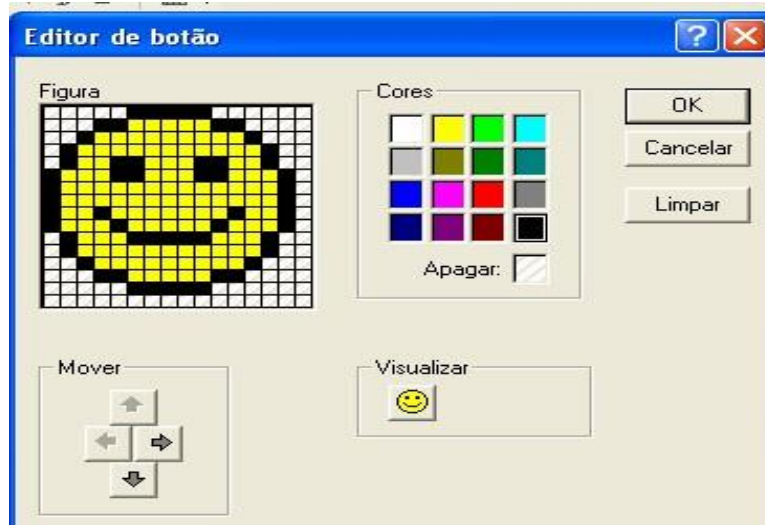 Editor de botão
Figura
Cores
OK
Cancelar
Limpar
Apagar:
Mover
Visualizar